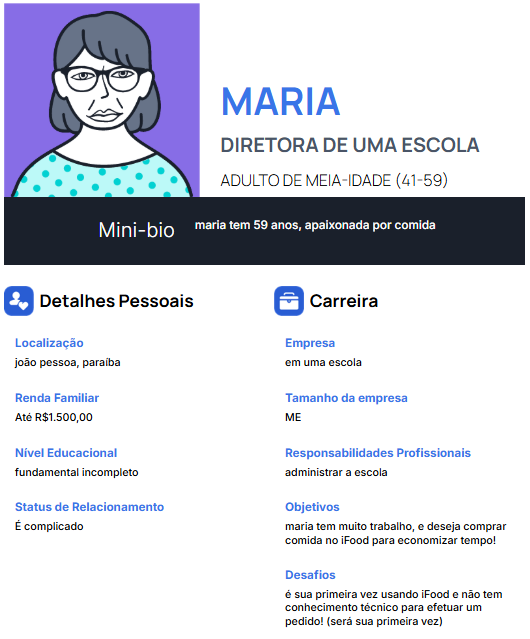 MARIA
DIRETORA DE UMA ESCOLA
ADULTO DE MEIA-IDADE (41-59)
Mini-bio
maria tem 59 anos, apaixonada por comida
Detalhes Pessoais
Localização
joão pessoa, paraíba
Renda Familiar
Até R$1.500,00
Nível Educacional
fundamental incompleto
Status de Relacionamento
É complicado
Carreira
Empresa
em uma escola
Tamanho da empresa
ME
Responsabilidades Profissionais
administrar a escola
Objetivos
maria tem muito trabalho, e deseja comprar
comida no iFood para economizar tempo!
Desafios
é sua primeira vez usando iFood e não tem
conhecimento técnico para efetuar um
pedido! (será sua primeira vez)